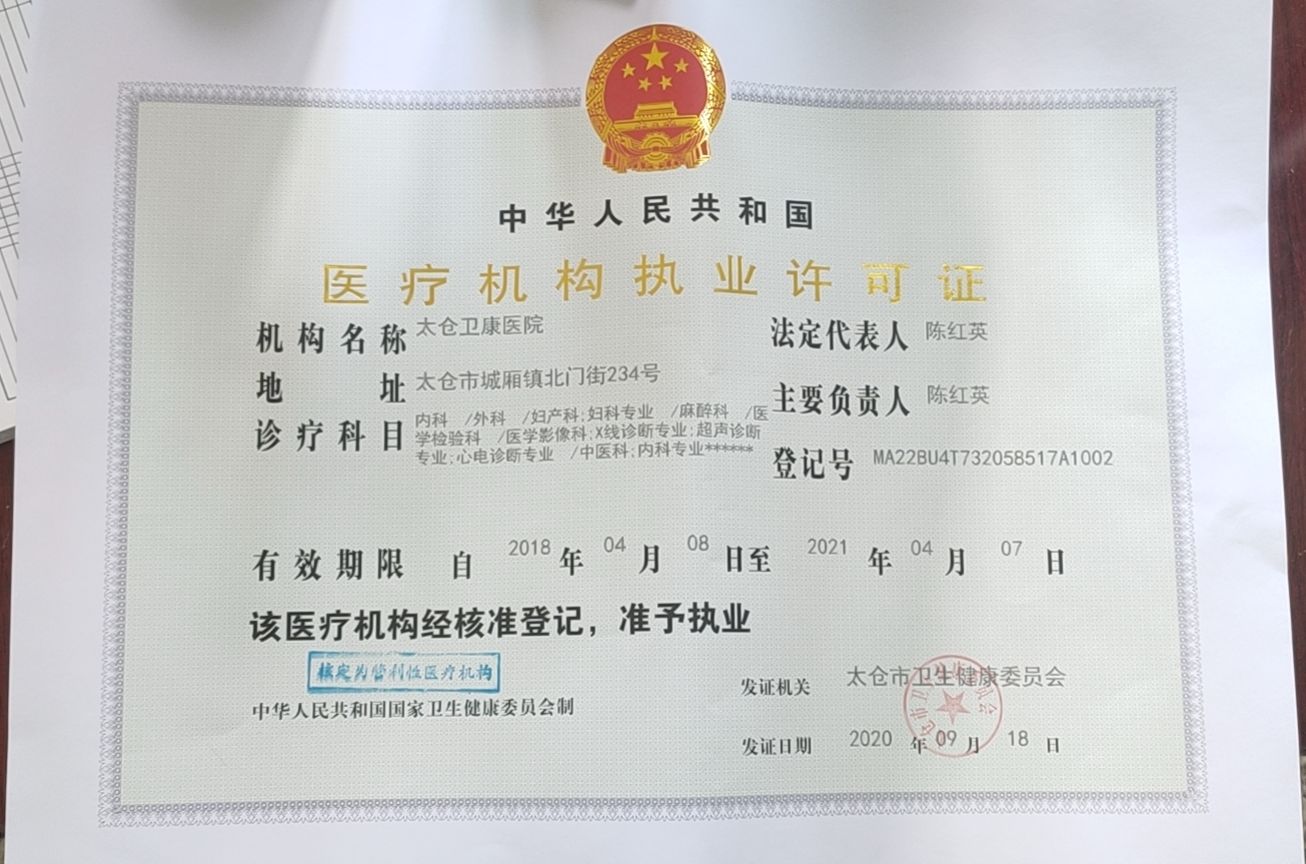 中华人民共和国
医疗机构执业许可证
机构名称 太仓卫康医院
法定代表人 陈红英
地址 太仓市城厢镇北门街234号
主要负责人 陈红英
诊疗科目 内科 /外科 /妇产科;妇科专业 /麻醉科 /医
学检验科 /医学影像科;X线诊断专业;超声诊断
专业;心电诊断专业 /中医科;内科专业******
登记号 MA22BU4T732058517A1002
有效期限 自 2018 年 04 月 08 日至 2021 年 04 月 07 日
该医疗机构经核准登记，准予执业
核定为营利性医疗机构
中华人民共和国国家卫生健康委员会制
发证机关 太仓市卫生健康委员会
发证日期 2020 年 09 月 18 日